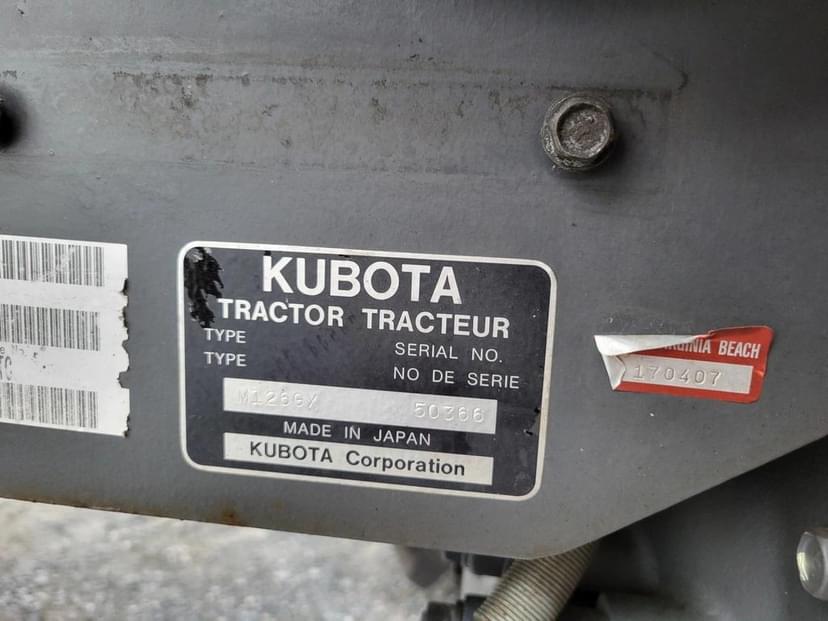 KUBOTA
TRACTOR TRACTEUR
TYPE SERIAL NO.
TYPE NO DE SERIE
M126GX 50366
MADE IN JAPAN
KUBOTA Corporation
BEACH
170407